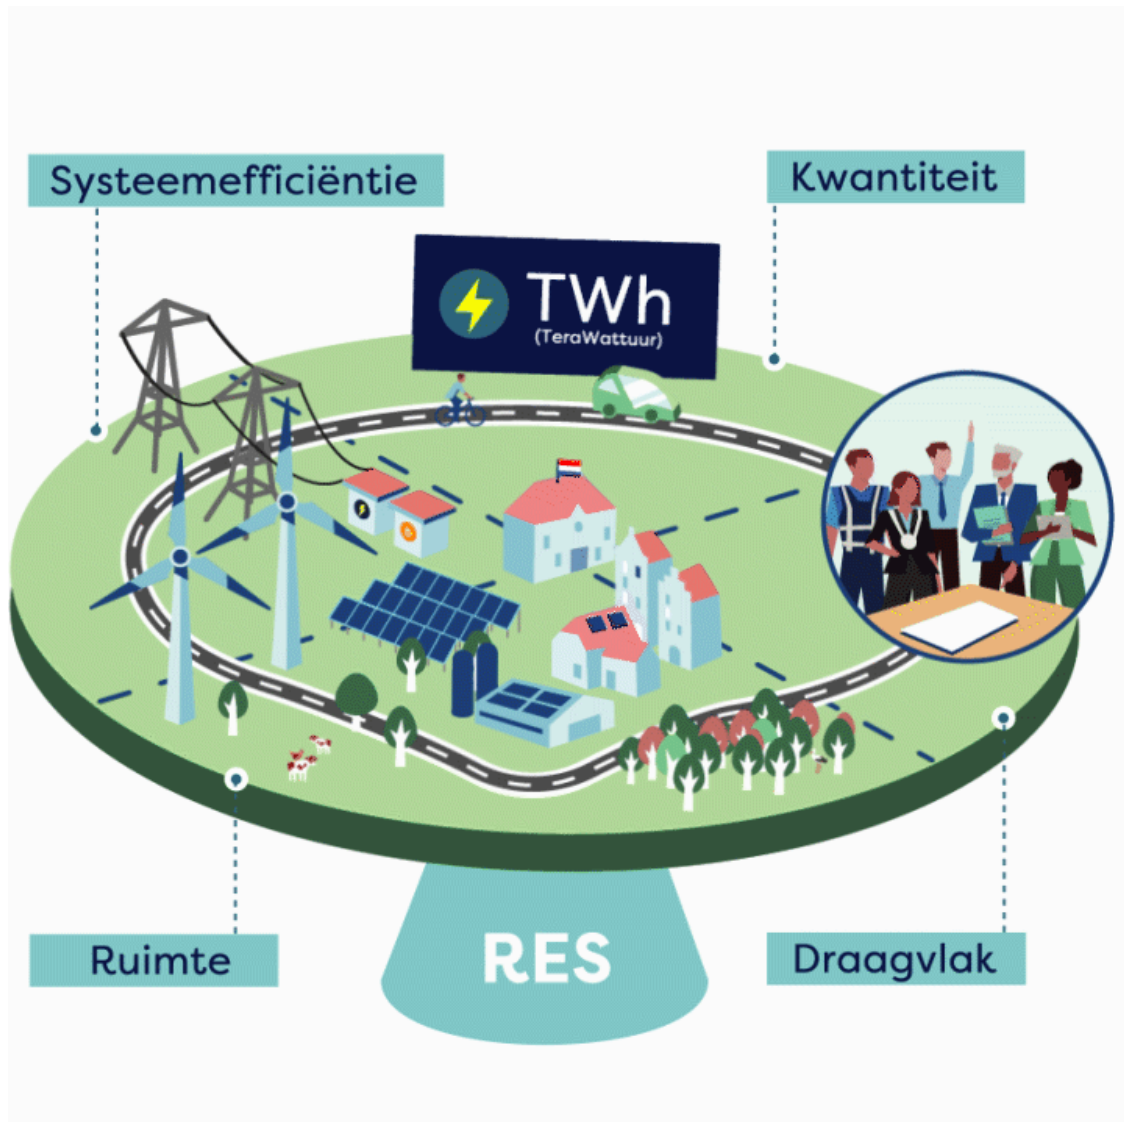 Systeemefficiëntie
Kwantiteit
TWh
(TeraWattuur)
Ruimte
Draagvlak
RES